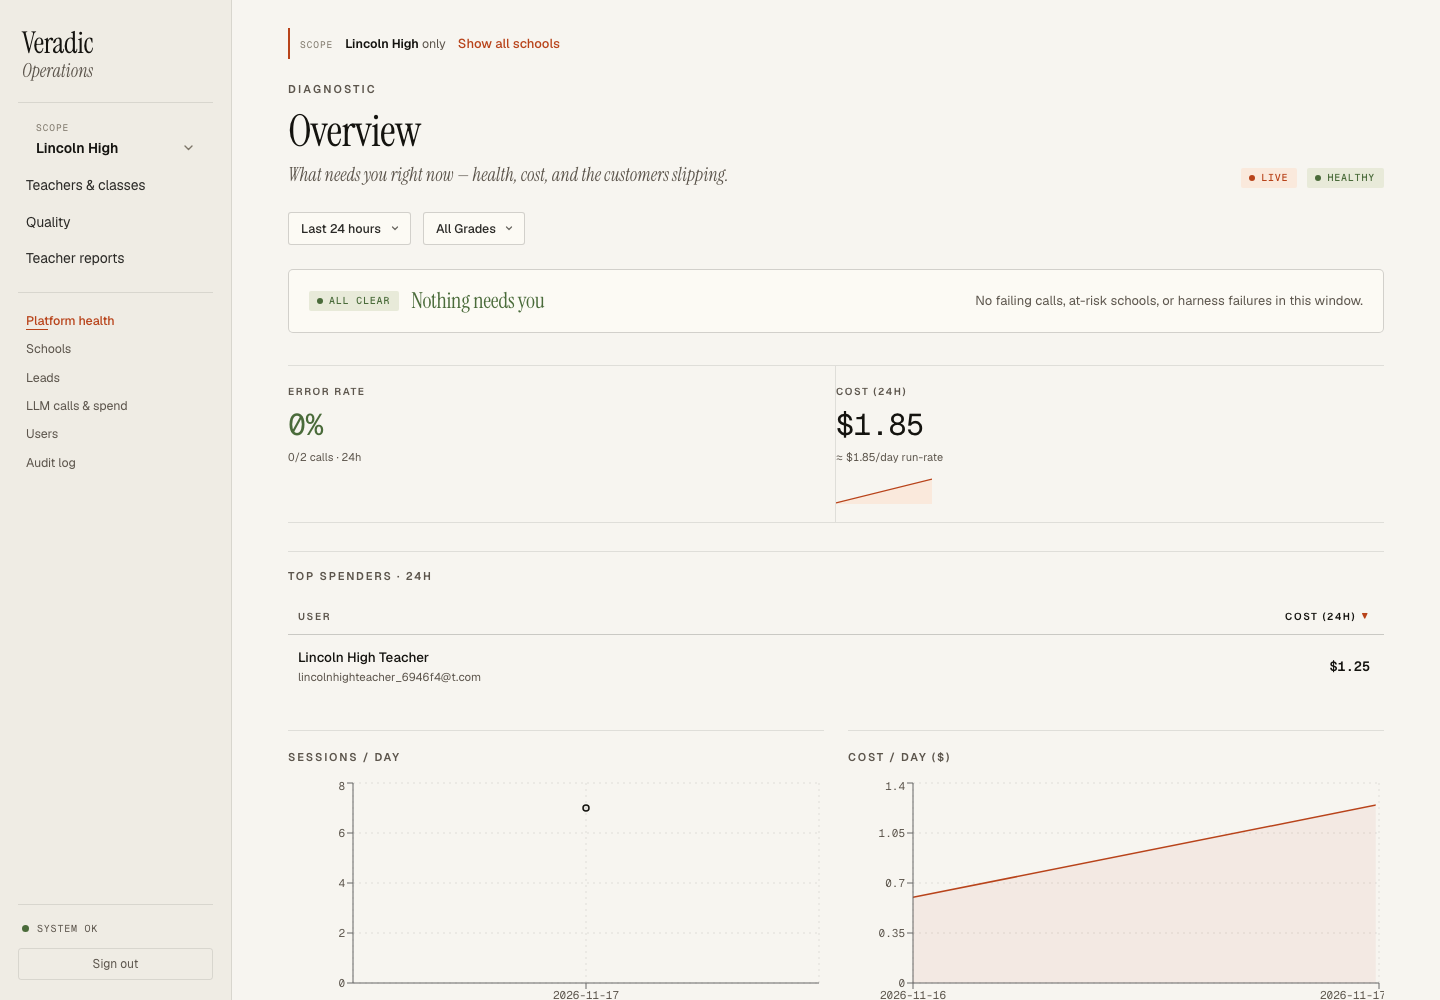 Veradic
Operations
SCOPE
Lincoln High
Teachers & classes
Quality
Teacher reports
Platform health
Schools
Leads
LLM calls & spend
Users
Audit log
SYSTEM OK
Sign out
SCOPE Lincoln High only Show all schools
DIAGNOSTIC
Overview
What needs you right now — health, cost, and the customers slipping.
LIVE HEALTHY
Last 24 hours All Grades
ALL CLEAR Nothing needs you No failing calls, at-risk schools, or harness failures in this window.
ERROR RATE
0%
0/2 calls · 24h
COST (24H)
$1.85
≈ $1.85/day run-rate
TOP SPENDERS · 24H
USER COST (24H) ▼
Lincoln High Teacher
lincolnhighteacher_6946f4@t.com
$1.25
SESSIONS / DAY
8
6
4
2
0
2026-11-17
COST / DAY ($)
1.4
1.05
0.7
0.35
0
2026-11-16 2026-11-17